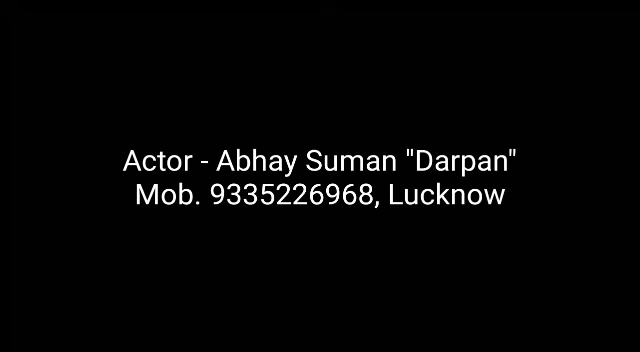 Actor - Abhay Suman "Darpan"
Mob. 9335226968, Lucknow